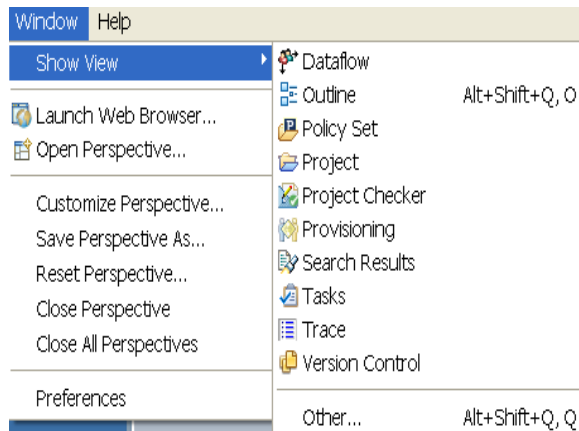 Window Help
Show View
Launch Web Browser...
Open Perspective...
Customize Perspective...
Save Perspective As...
Reset Perspective...
Close Perspective
Close All Perspectives
Preferences
Dataflow
Outline Alt+Shift+Q, O
Policy Set
Project
Project Checker
Provisioning
Search Results
Tasks
Trace
Version Control
Other... Alt+Shift+Q, Q